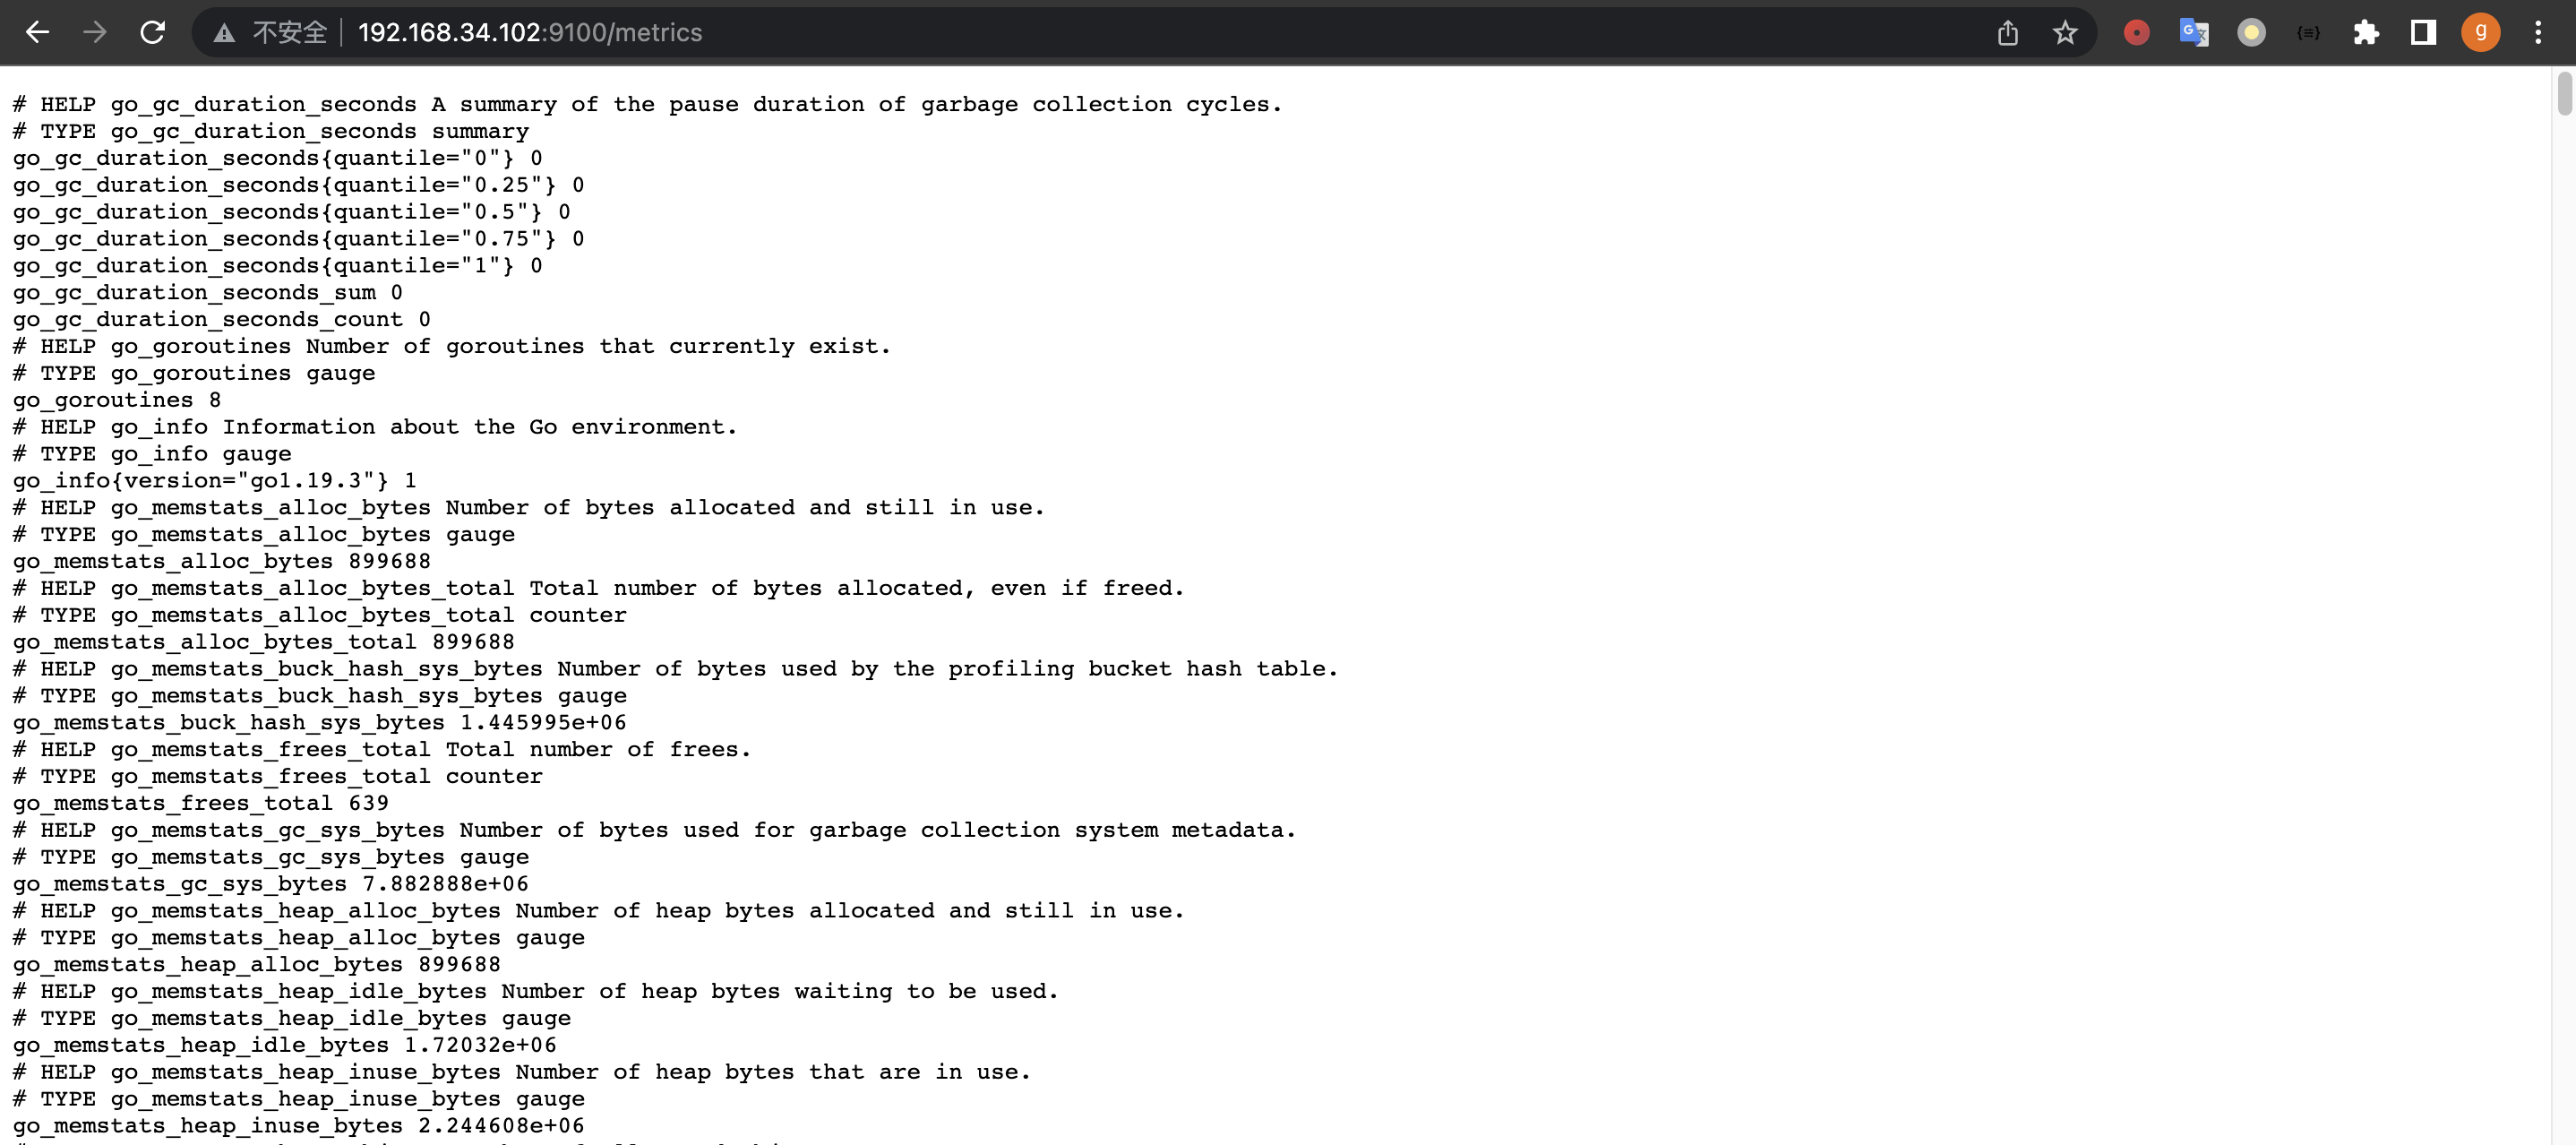 不安全 192.168.34.102:9100/metrics
g
# HELP go_gc_duration_seconds A summary of the pause duration of garbage collection cycles.
# TYPE go_gc_duration_seconds summary
go_gc_duration_seconds{quantile="0"} 0
go_gc_duration_seconds{quantile="0.25"} 0
go_gc_duration_seconds{quantile="0.5"} 0
go_gc_duration_seconds{quantile="0.75"} 0
go_gc_duration_seconds{quantile="1"} 0
go_gc_duration_seconds_sum 0
go_gc_duration_seconds_count 0
# HELP go_goroutines Number of goroutines that currently exist.
# TYPE go_goroutines gauge
go_goroutines 8
# HELP go_info Information about the Go environment.
# TYPE go_info gauge
go_info{version="go1.19.3"} 1
# HELP go_memstats_alloc_bytes Number of bytes allocated and still in use.
# TYPE go_memstats_alloc_bytes gauge
go_memstats_alloc_bytes 899688
# HELP go_memstats_alloc_bytes_total Total number of bytes allocated, even if freed.
# TYPE go_memstats_alloc_bytes_total counter
go_memstats_alloc_bytes_total 899688
# HELP go_memstats_buck_hash_sys_bytes Number of bytes used by the profiling bucket hash table.
# TYPE go_memstats_buck_hash_sys_bytes gauge
go_memstats_buck_hash_sys_bytes 1.445995e+06
# HELP go_memstats_frees_total Total number of frees.
# TYPE go_memstats_frees_total counter
go_memstats_frees_total 639
# HELP go_memstats_gc_sys_bytes Number of bytes used for garbage collection system metadata.
# TYPE go_memstats_gc_sys_bytes gauge
go_memstats_gc_sys_bytes 7.882888e+06
# HELP go_memstats_heap_alloc_bytes Number of heap bytes allocated and still in use.
# TYPE go_memstats_heap_alloc_bytes gauge
go_memstats_heap_alloc_bytes 899688
# HELP go_memstats_heap_idle_bytes Number of heap bytes waiting to be used.
# TYPE go_memstats_heap_idle_bytes gauge
go_memstats_heap_idle_bytes 1.72032e+06
# HELP go_memstats_heap_inuse_bytes Number of heap bytes that are in use.
# TYPE go_memstats_heap_inuse_bytes gauge
go_memstats_heap_inuse_bytes 2.244608e+06